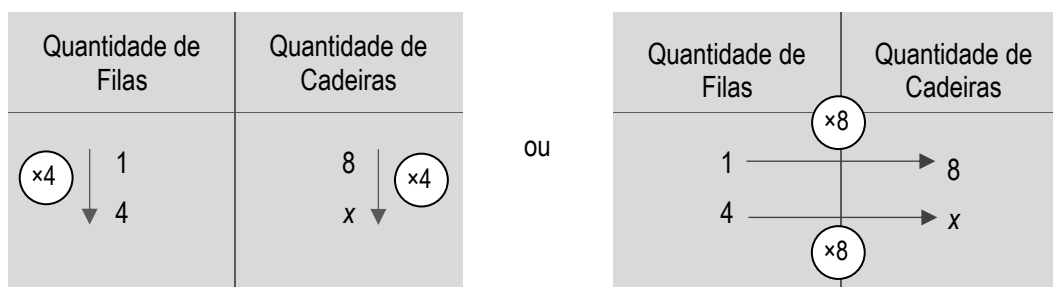 Quantidade de
Filas
Quantidade de
Cadeiras
×4
1
8
×4
4
x
ou
Quantidade de
Filas
Quantidade de
Cadeiras
×8
1
8
4
x
×8